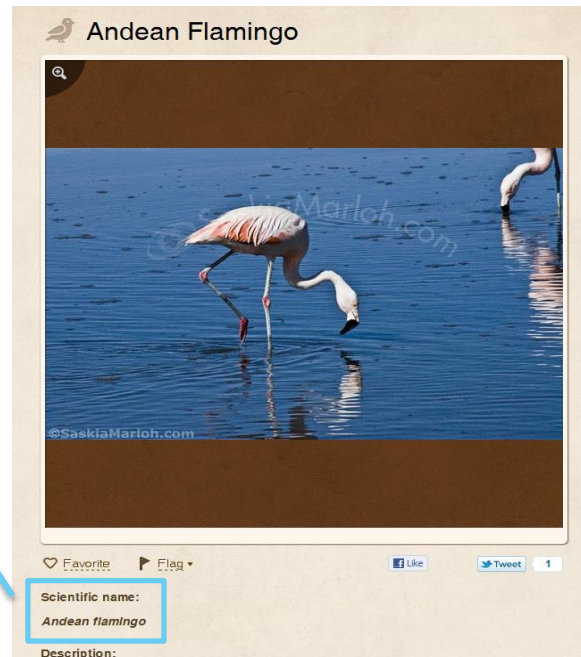 Andean Flamingo
©SaskiaMarloh.com
©SaskiaMarloh.com
Favorite Flag Like Tweet 1
Scientific name:
Andean flamingo
Description: